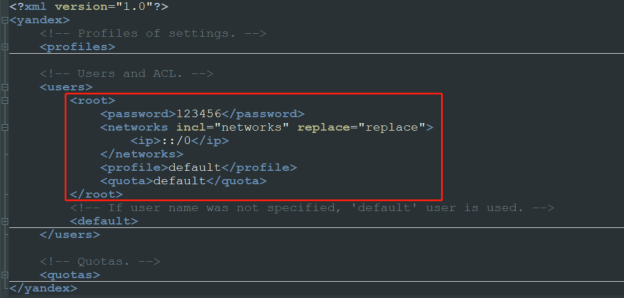 <?xml version="1.0"?>
<yandex>
<!-- Profiles of settings. -->
<profiles>
<!-- Users and ACL. -->
<users>
<root>
<password>123456</password>
<networks incl="networks" replace="replace">
<ip>::/0</ip>
</networks>
<profile>default</profile>
<quota>default</quota>
</root>
<!-- If user name was not specified, 'default' user is used. -->
<default>
</users>
<!-- Quotas. -->
<quotas>
</yandex>